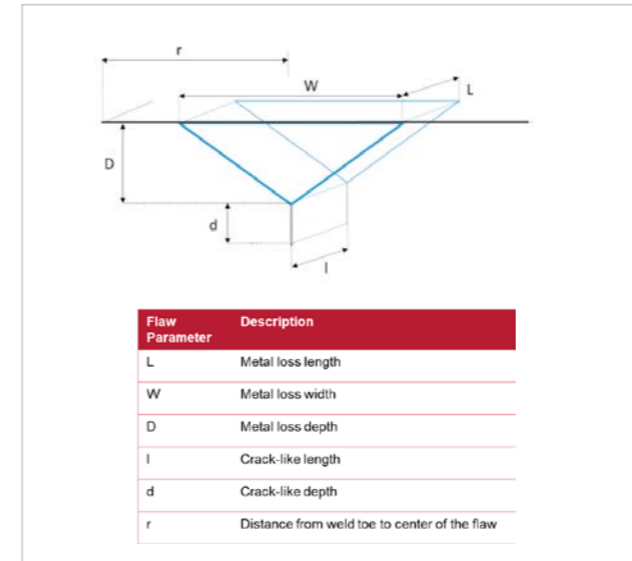 r
W
L
D
d
l
Flaw Parameter Description
L Metal loss length
W Metal loss width
D Metal loss depth
l Crack-like length
d Crack-like depth
r Distance from weld toe to center of the flaw